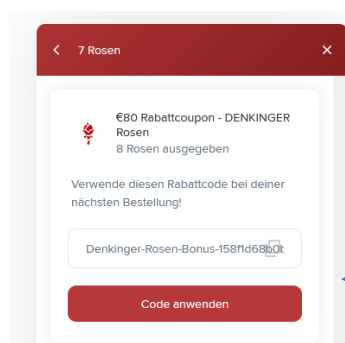 7 Rosen
€80 Rabattcoupon - DENKINGER
Rosen
8 Rosen ausgegeben
Verwende diesen Rabattcode bei deiner
nächsten Bestellung!
Denkinger-Rosen-Bonus-158f1d68b0t
Code anwenden